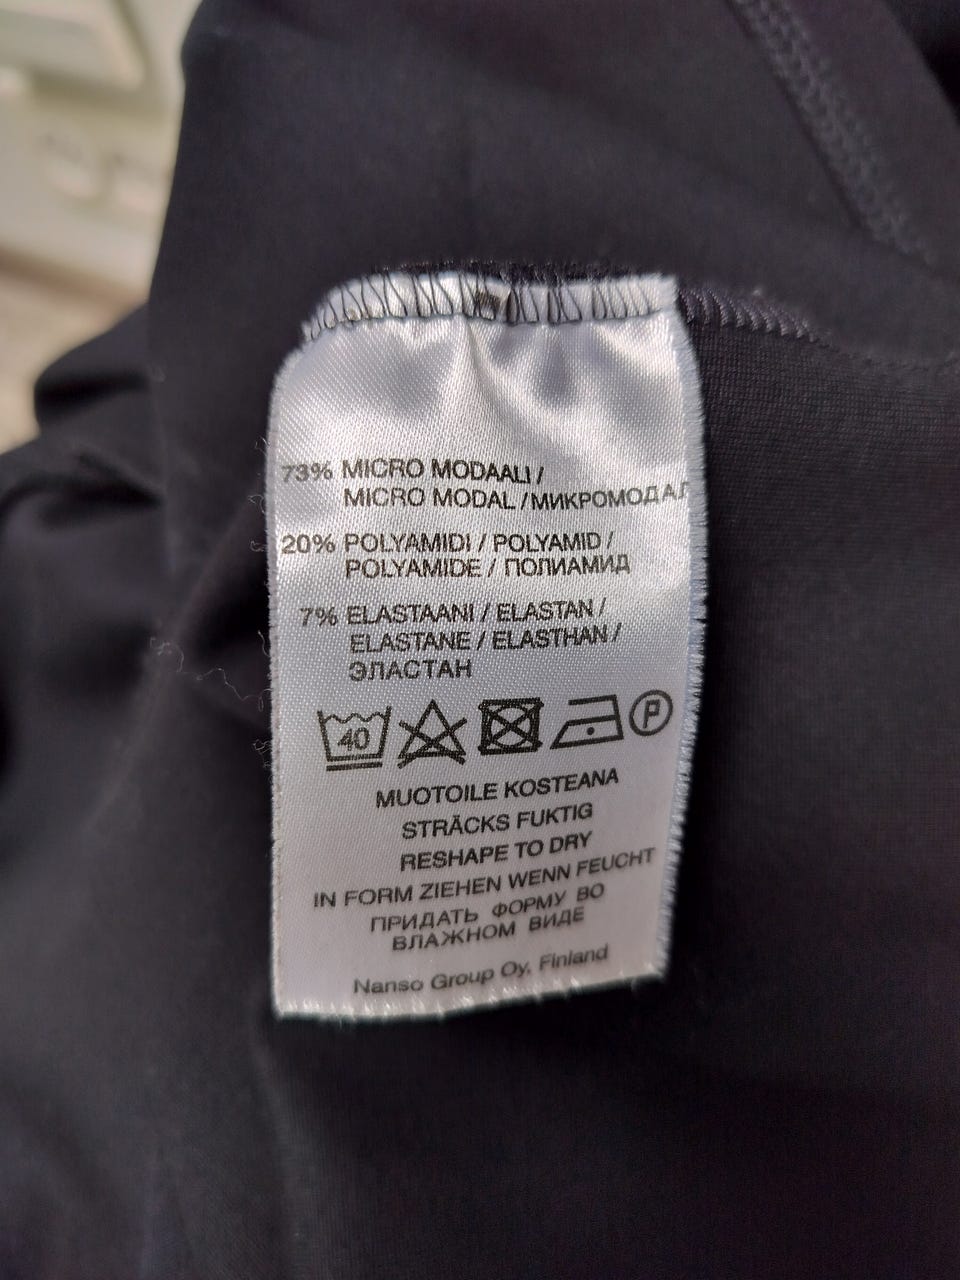 73% MICRO MODAALI /
MICRO MODAL / МИКРОМОДАЛ
20% POLYAMIDI / POLYAMID /
POLYAMIDE / ПОЛИАМИД
7% ELASTAANI / ELASTAN /
ELASTANE / ELASTHAN /
ЭЛАСТАН
40 P
MUOTOILE KOSTEANA
STRÄCKS FUKTIG
RESHAPE TO DRY
IN FORM ZIEHEN WENN FEUCHT
ПРИДАТЬ ФОРМУ ВО
ВЛАЖНОМ ВИДЕ
Nanso Group Oy, Finland